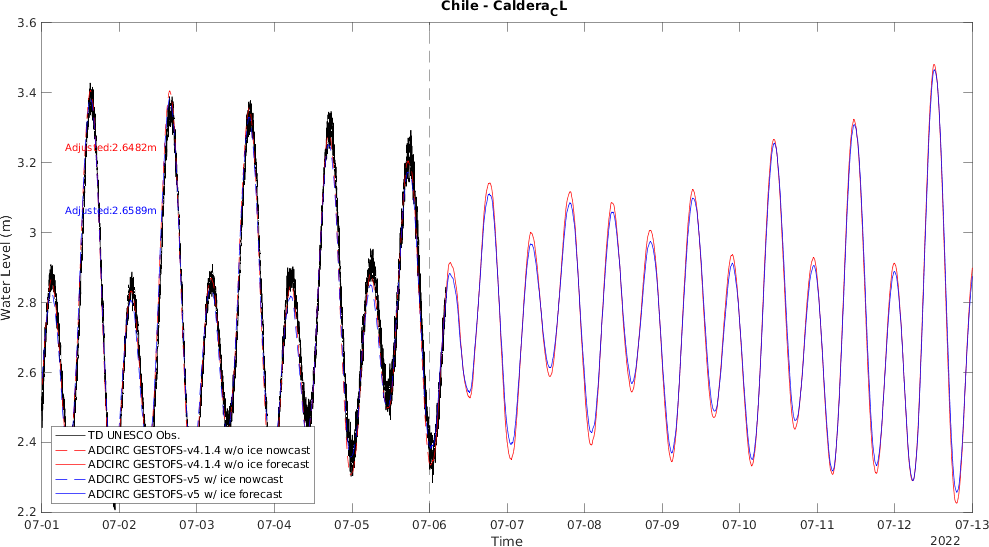 Chile - Caldera_CL
3.6
3.4
3.2
3
2.8
2.6
2.4
2.2
Water Level (m)
Adjusted:2.6482m
Adjusted:2.6589m
TD UNESCO Obs.
ADCIRC GESTOFS-v4.1.4 w/o ice nowcast
ADCIRC GESTOFS-v4.1.4 w/o ice forecast
ADCIRC GESTOFS-v5 w/ ice nowcast
ADCIRC GESTOFS-v5 w/ ice forecast
07-01 07-02 07-03 07-04 07-05 07-06 07-07 07-08 07-09 07-10 07-11 07-12 07-13
Time
2022